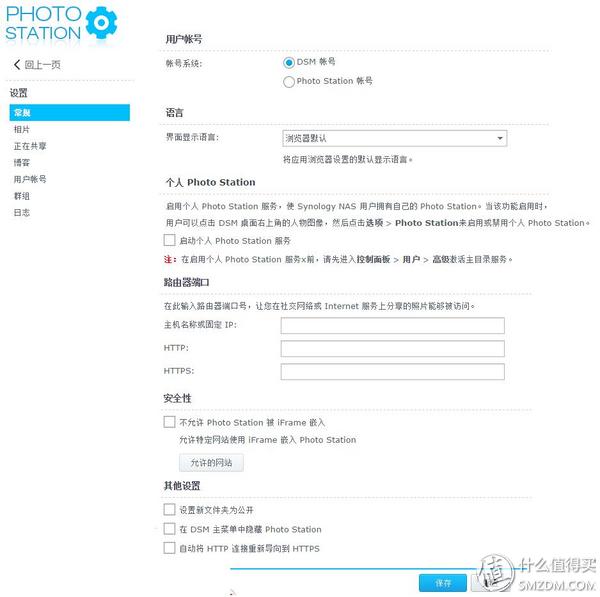 PHOTO
STATION
回上一页
设置
常规
相片
正在共享
博客
用户帐号
群组
日志
用户帐号
帐号系统:
DSM 帐号
Photo Station 帐号
语言
界面显示语言:
浏览器默认
将应用浏览器设置的默认显示语言。
个人 Photo Station
启用个人 Photo Station 服务，使 Synology NAS 用户拥有自己的 Photo Station。当该功能启用时，
用户可以点击 DSM 桌面右上角的人物图像，然后点击选项 > Photo Station来启用或禁用个人 Photo Station。
启动个人 Photo Station 服务
注: 在启用个人 Photo Station 服务x前，请先进入控制面板 > 用户 > 高级激活主目录服务。
路由器端口
在此输入路由器端口号，让您在社交网络或 Internet 服务上分享的照片能够被访问。
主机名称或固定 IP:
HTTP:
HTTPS:
安全性
不允许 Photo Station 被 iFrame 嵌入
允许特定网站使用 iFrame 嵌入 Photo Station
允许的网站
其他设置
设置新文件夹为公开
在 DSM 主菜单中隐藏 Photo Station
自动将 HTTP 连接重新导向到 HTTPS
保存
值 什么值得买
SMZDM.COM